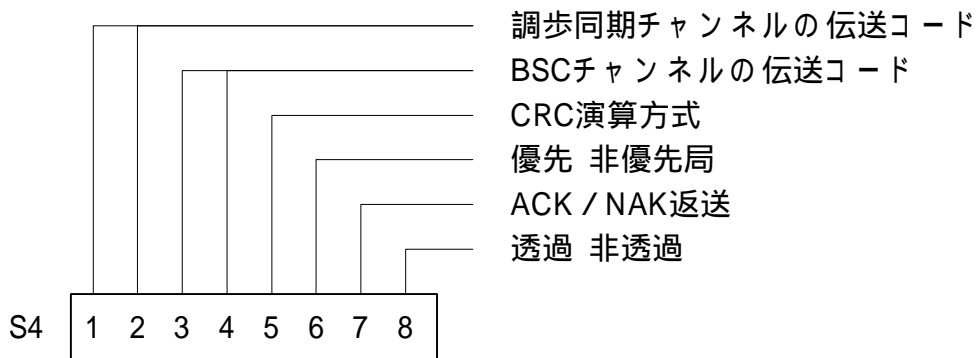 調歩同期チャンネルの伝送コード
BSCチャンネルの伝送コード
CRC演算方式
優先 非優先局
ACK / NAK返送
透過 非透過
S4 1 2 3 4 5 6 7 8